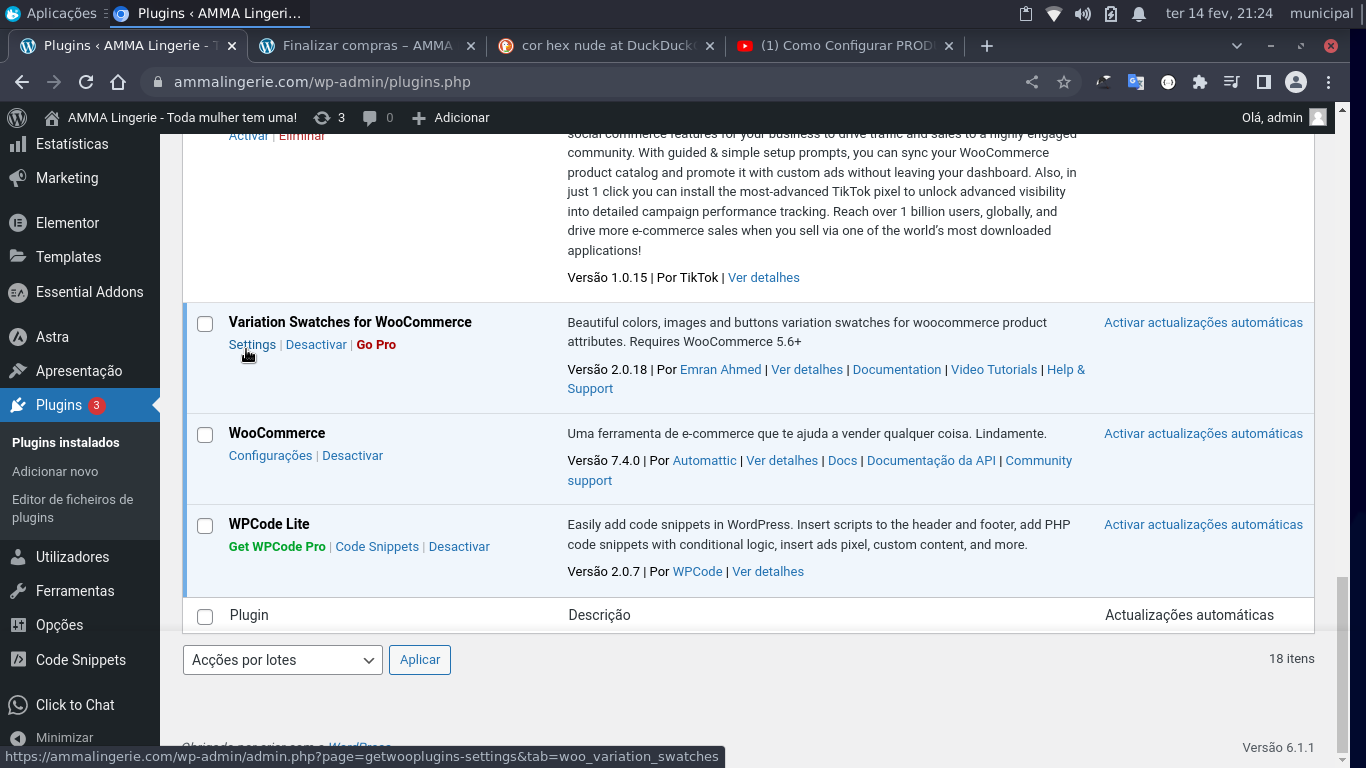 Aplicações
Plugins ‹ AMMA Lingeri...
ter 14 fev, 21:24
municipal
Plugins ‹ AMMA Lingerie - T
Finalizar compras – AMMA
cor hex nude at DuckDuck
(1) Como Configurar PROD
ammalingerie.com/wp-admin/plugins.php
AMMA Lingerie - Toda mulher tem uma!
3
0
Adicionar
Olá, admin
Estatísticas
Marketing
Elementor
Templates
Essential Addons
Astra
Apresentação
Plugins 3
Plugins instalados
Adicionar novo
Editor de ficheiros de
plugins
Utilizadores
Ferramentas
Opções
Code Snippets
Click to Chat
Minimizar
Activar | Eliminar
social commerce features for your business to drive traffic and sales to a highly engaged
community. With guided & simple setup prompts, you can sync your WooCommerce
product catalog and promote it with custom ads without leaving your dashboard. Also, in
just 1 click you can install the most-advanced TikTok pixel to unlock advanced visibility
into detailed campaign performance tracking. Reach over 1 billion users, globally, and
drive more e-commerce sales when you sell via one of the world's most downloaded
applications!
Versão 1.0.15 | Por TikTok | Ver detalhes
Variation Swatches for WooCommerce
Settings | Desactivar | Go Pro
Beautiful colors, images and buttons variation swatches for woocommerce product
attributes. Requires WooCommerce 5.6+
Versão 2.0.18 | Por Emran Ahmed | Ver detalhes | Documentation | Video Tutorials | Help &
Support
Activar actualizações automáticas
WooCommerce
Configurações | Desactivar
Uma ferramenta de e-commerce que te ajuda a vender qualquer coisa. Lindamente.
Versão 7.4.0 | Por Automattic | Ver detalhes | Docs | Documentação da API | Community
support
Activar actualizações automáticas
WPCode Lite
Get WPCode Pro | Code Snippets | Desactivar
Easily add code snippets in WordPress. Insert scripts to the header and footer, add PHP
code snippets with conditional logic, insert ads pixel, custom content, and more.
Versão 2.0.7 | Por WPCode | Ver detalhes
Activar actualizações automáticas
Plugin
Descrição
Actualizações automáticas
Acções por lotes
Aplicar
18 itens
Obrigado por criar com o WordPress
Versão 6.1.1
https://ammalingerie.com/wp-admin/admin.php?page=getwooplugins-settings&tab=woo_variation_swatches